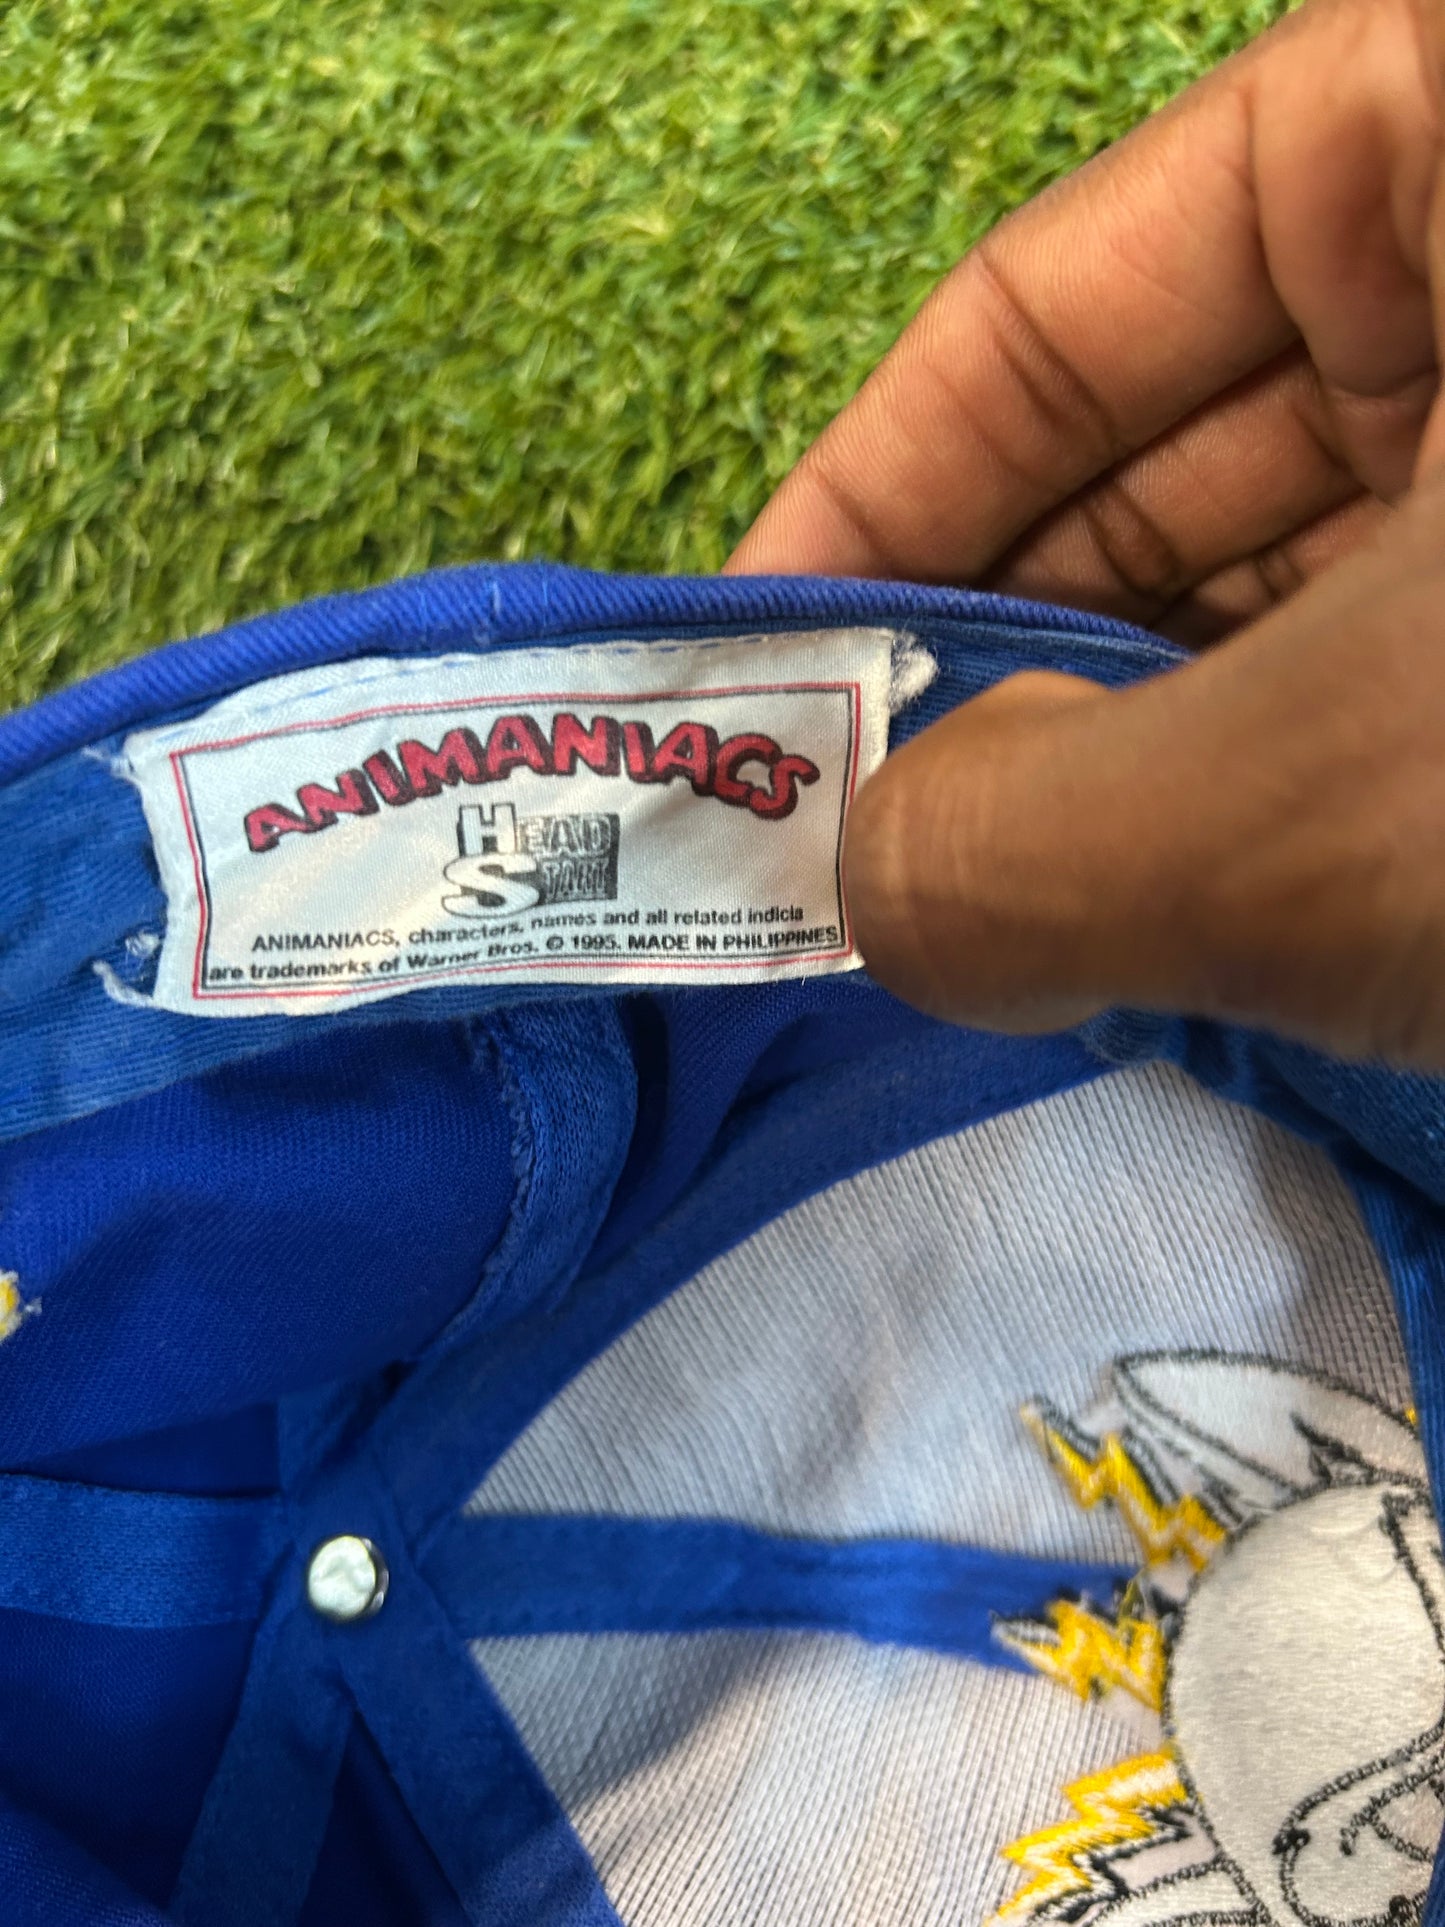 ANIMANIACS
HEAD
START
ANIMANIACS, characters, names and all related indicia
are trademarks of Warner Bros. © 1995. MADE IN PHILIPPINES